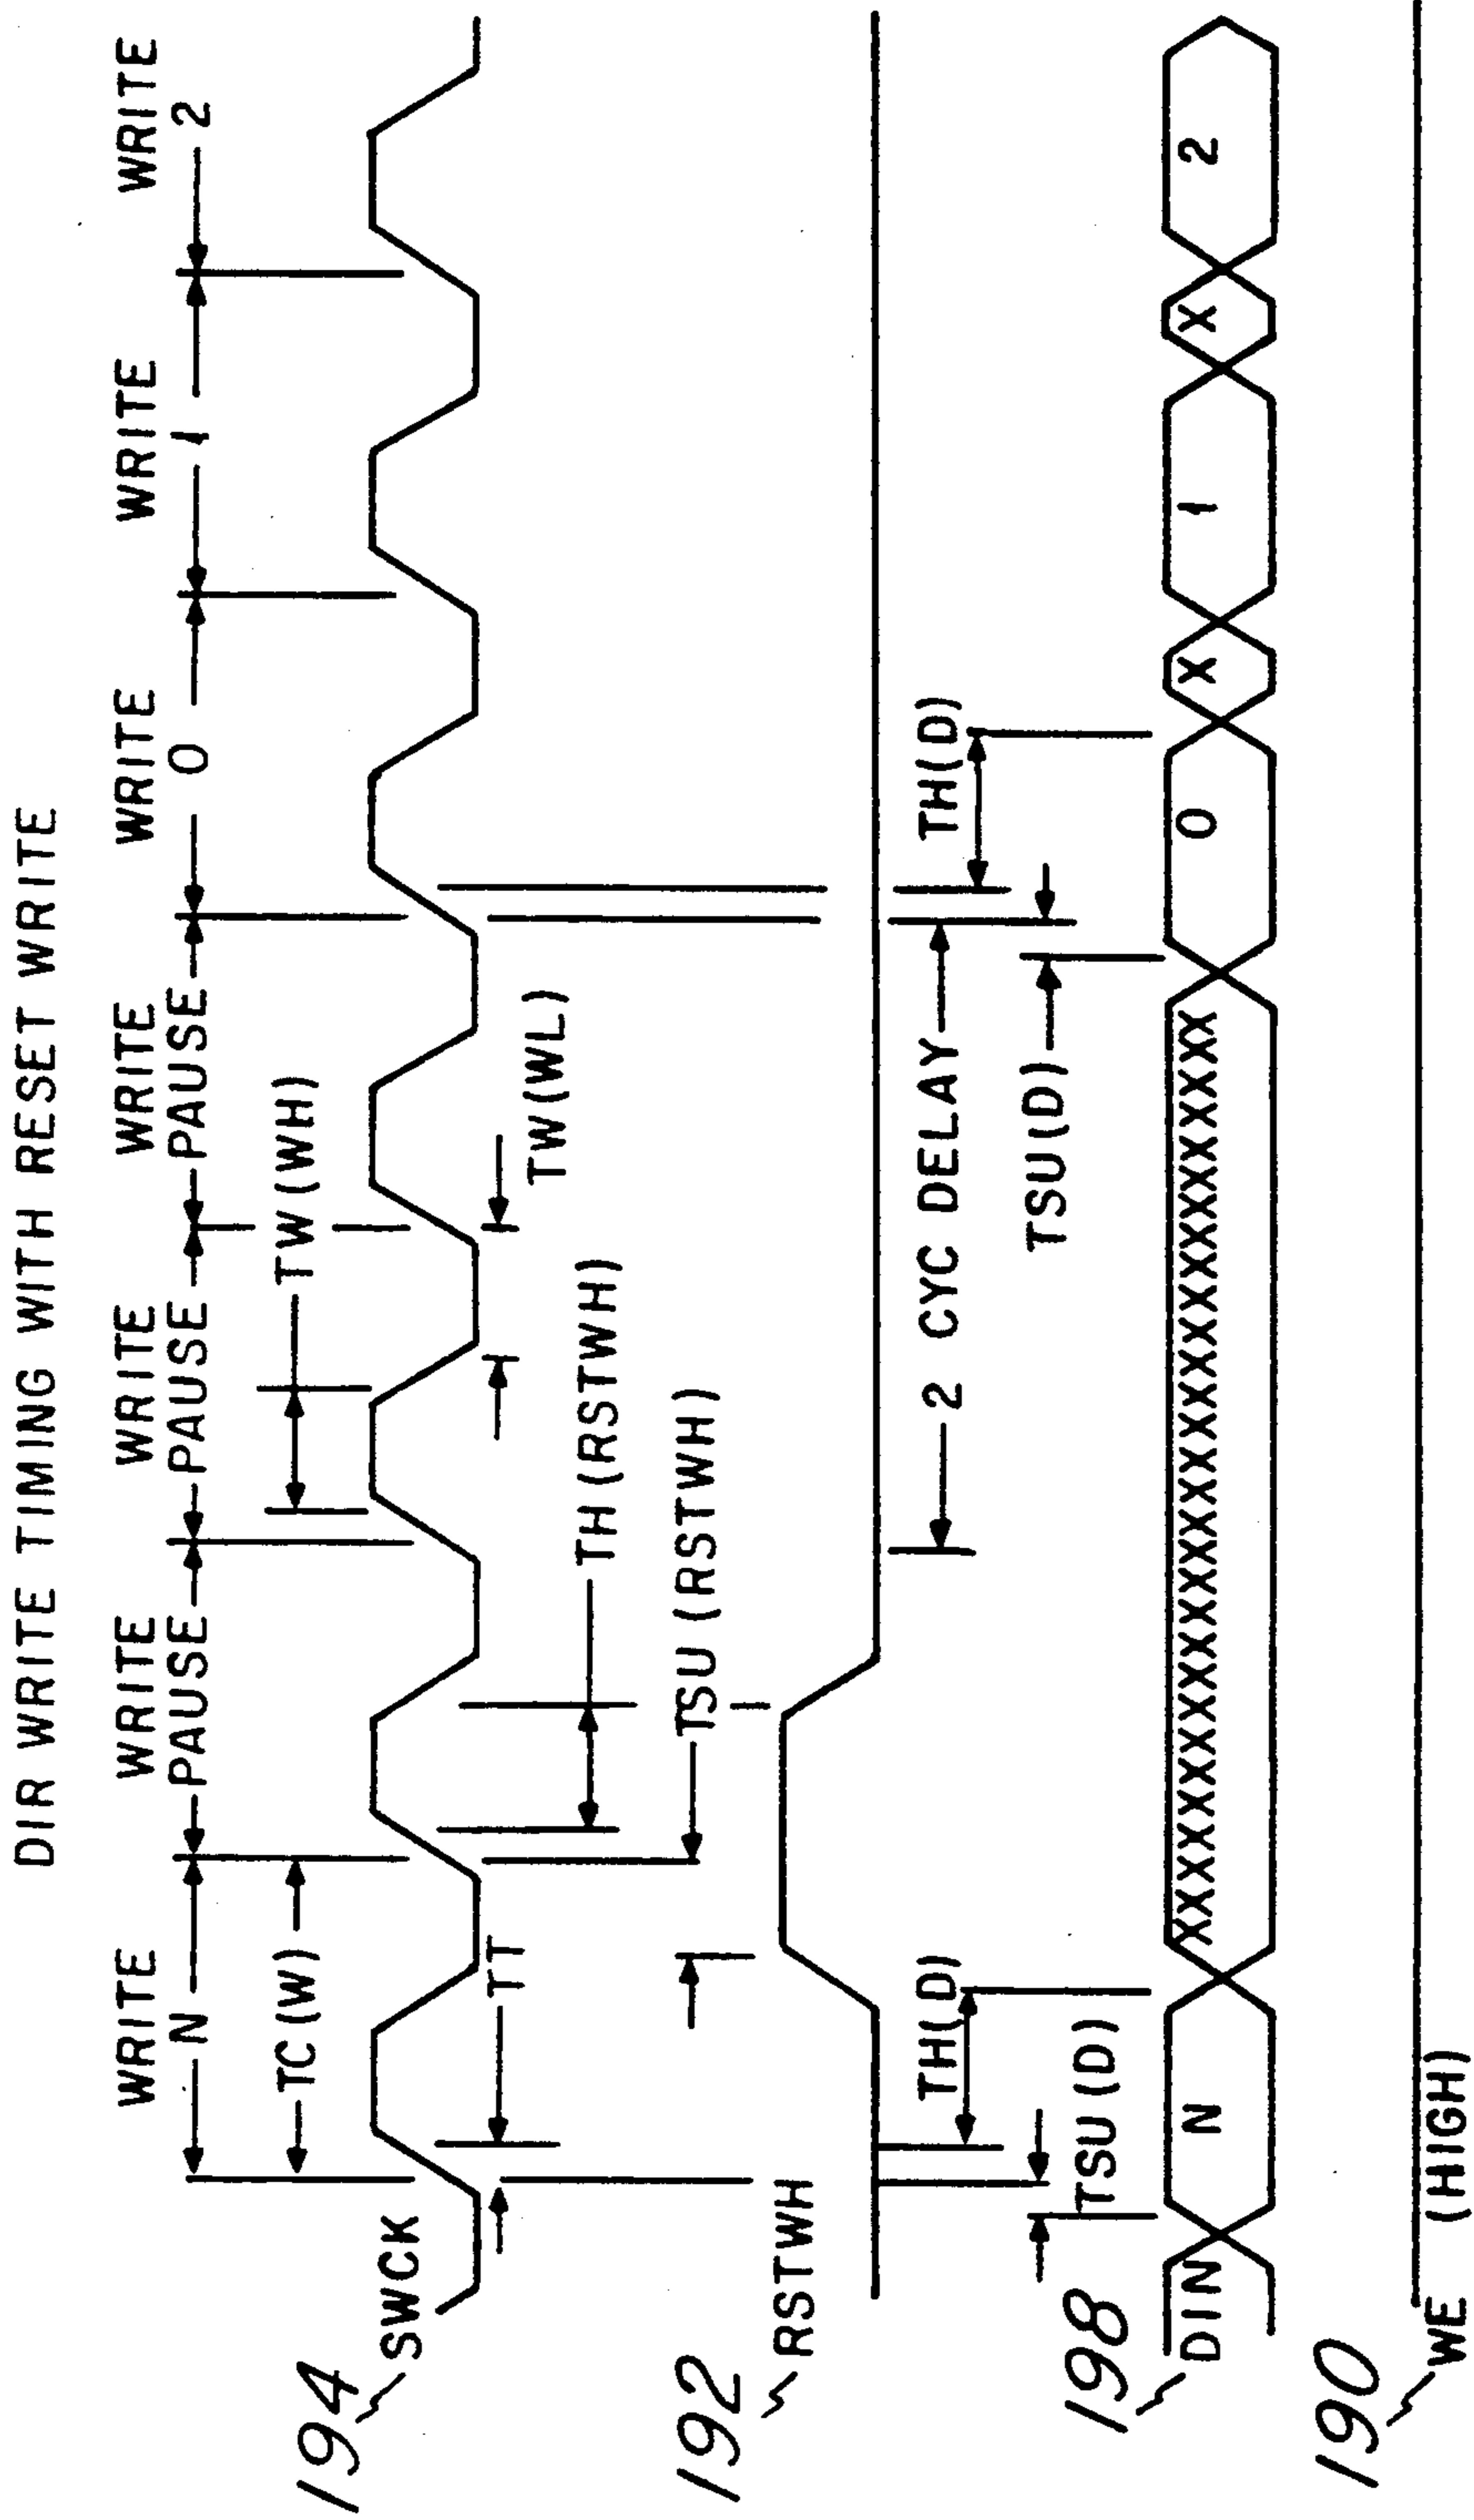 DIR WRITE TIMING WITH RESET WRITE
WRITE WRITE WRITE WRITE WRITE WRITE WRITE
N PAUSE PAUSE PAUSE 0 1 2
TC(W) TW(WH)
194
SWCK
TT TW(WL)
TH(RSTWH)
TSU(RSTWH)
192
RSTWH
TH(D) 2 CYC DELAY TH(D)
TSU(D) TSU(D)
198
DIN N XXXXXXXXXXXXXXXXXXXXXXXXXXXXXX 0 X 1 X 2
190
WE (HIGH)